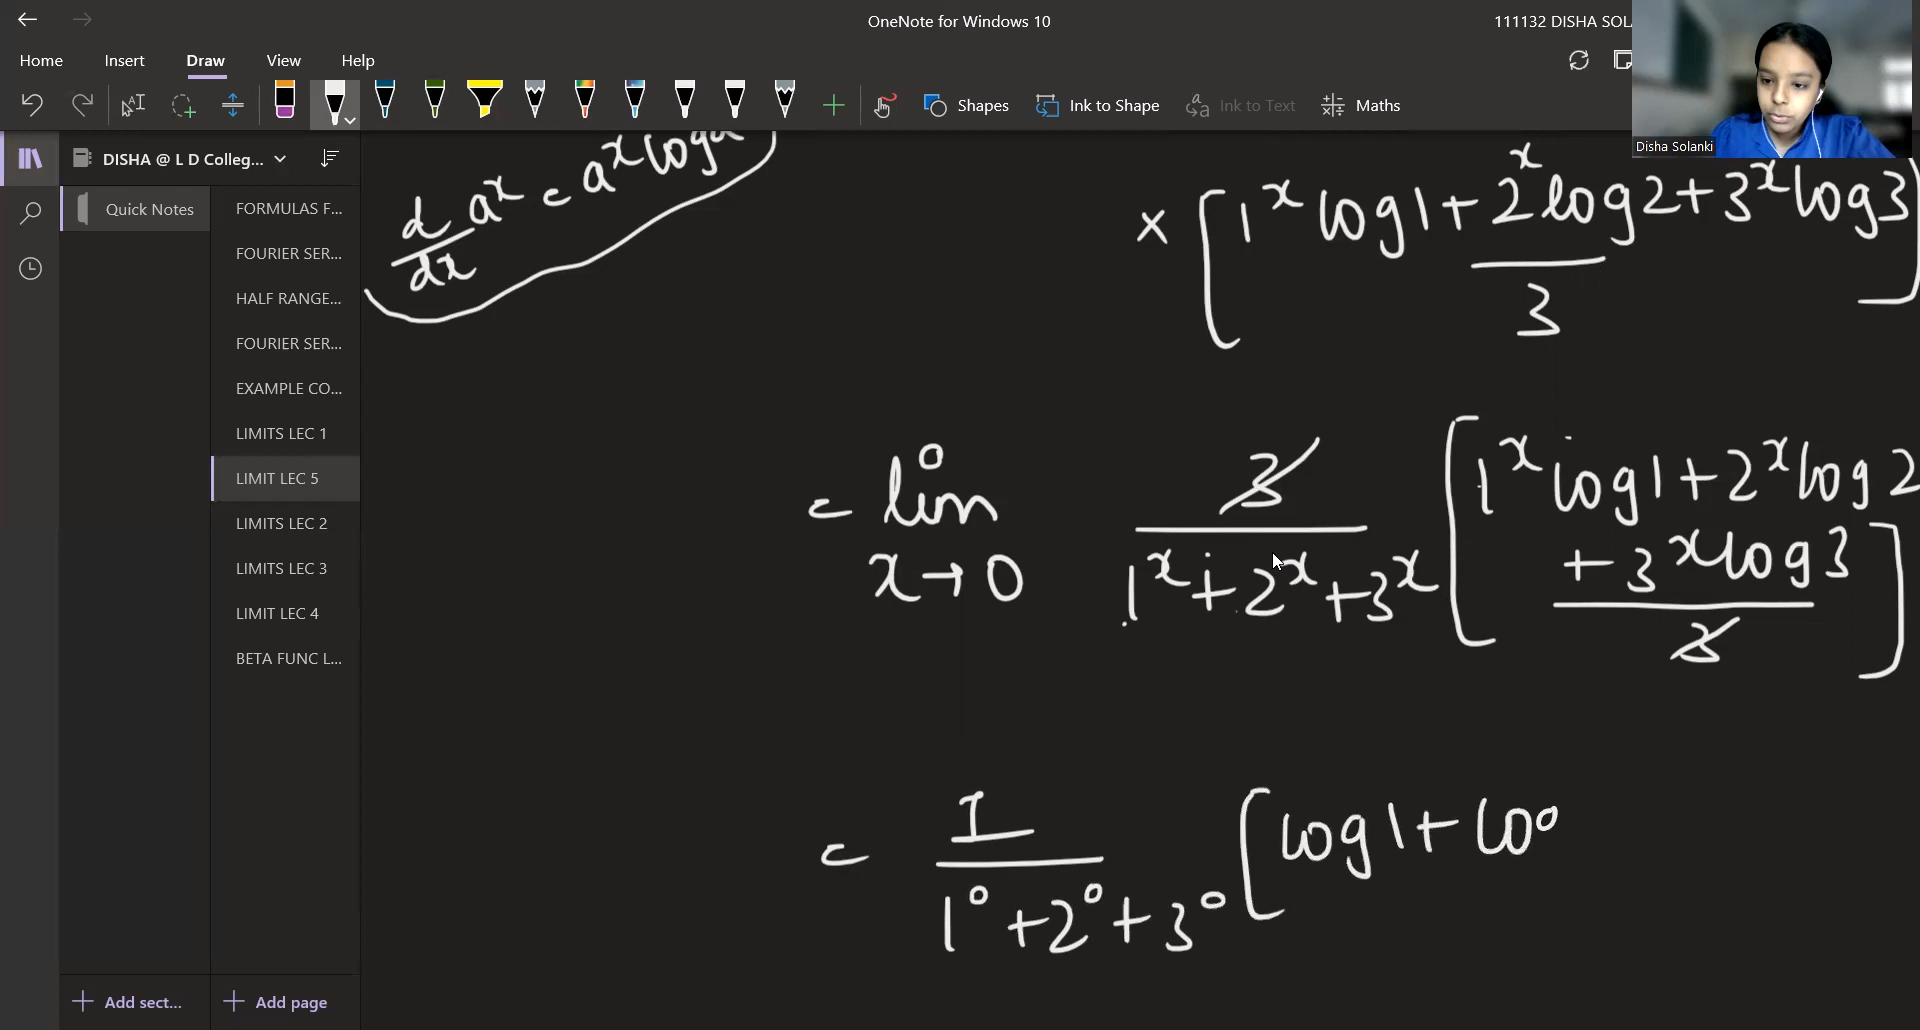 OneNote for Windows 10
111132 DISHA SOL
Home Insert Draw View Help
Shapes Ink to Shape Ink to Text Maths
Disha Solanki
DISHA @ L D Colleg...
Quick Notes
FORMULAS F...
FOURIER SER...
HALF RANGE...
FOURIER SER...
EXAMPLE CO...
LIMITS LEC 1
LIMIT LEC 5
LIMITS LEC 2
LIMITS LEC 3
LIMIT LEC 4
BETA FUNC L...
Add sect...
Add page
d/dx a^x = a^x log a
× [1^x log 1 + 2^x log 2 + 3^x log 3
3
= lim 3 [1^x log 1 + 2^x log 2
x → 0 1^x + 2^x + 3^x + 3^x log 3]
3
= 1 [log 1 + lo
1^0 + 2^0 + 3^0